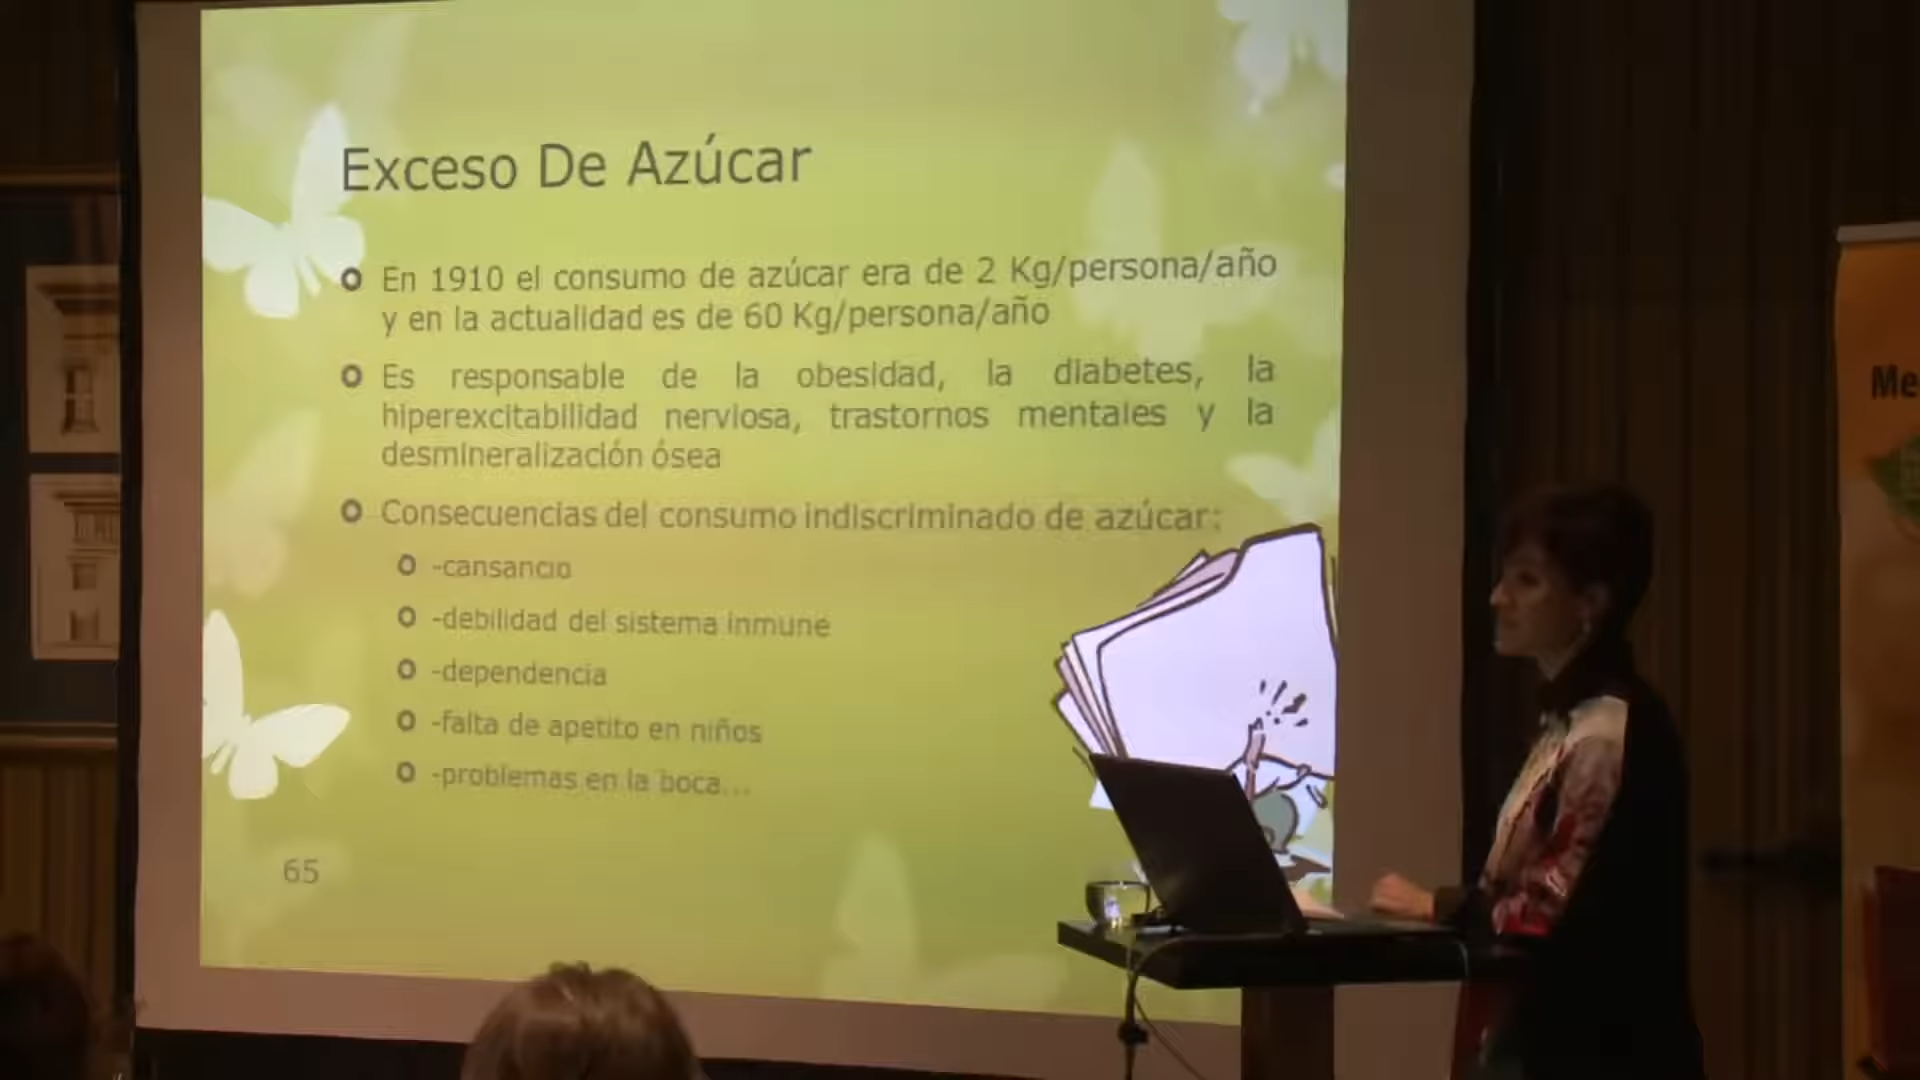 Exceso De Azúcar
En 1910 el consumo de azúcar era de 2 Kg/persona/año
y en la actualidad es de 60 Kg/persona/año
Es responsable de la obesidad, la diabetes, la
hiperexcitabilidad nerviosa, trastornos mentales y la
desmineralización ósea
Consecuencias del consumo indiscriminado de azúcar:
-cansancio
-debilidad del sistema inmune
-dependencia
-falta de apetito en niños
-problemas en la boca...
65
Me